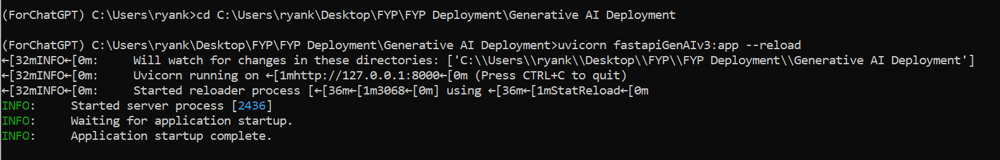 (ForChatGPT) C:\Users\ryank>cd C:\Users\ryank\Desktop\FYP\FYP Deployment\Generative AI Deployment
(ForChatGPT) C:\Users\ryank\Desktop\FYP\FYP Deployment\Generative AI Deployment>uvicorn fastapiGenAIv3:app --reload
←[32mINFO←[0m:     Will watch for changes in these directories: ['C:\\Users\\ryank\\Desktop\\FYP\\FYP Deployment\\Generative AI Deployment']
←[32mINFO←[0m:     Uvicorn running on ←[1mhttp://127.0.0.1:8000←[0m (Press CTRL+C to quit)
←[32mINFO←[0m:     Started reloader process [←[36m←[1m3068←[0m] using ←[36m←[1mStatReload←[0m
INFO:     Started server process [2436]
INFO:     Waiting for application startup.
INFO:     Application startup complete.